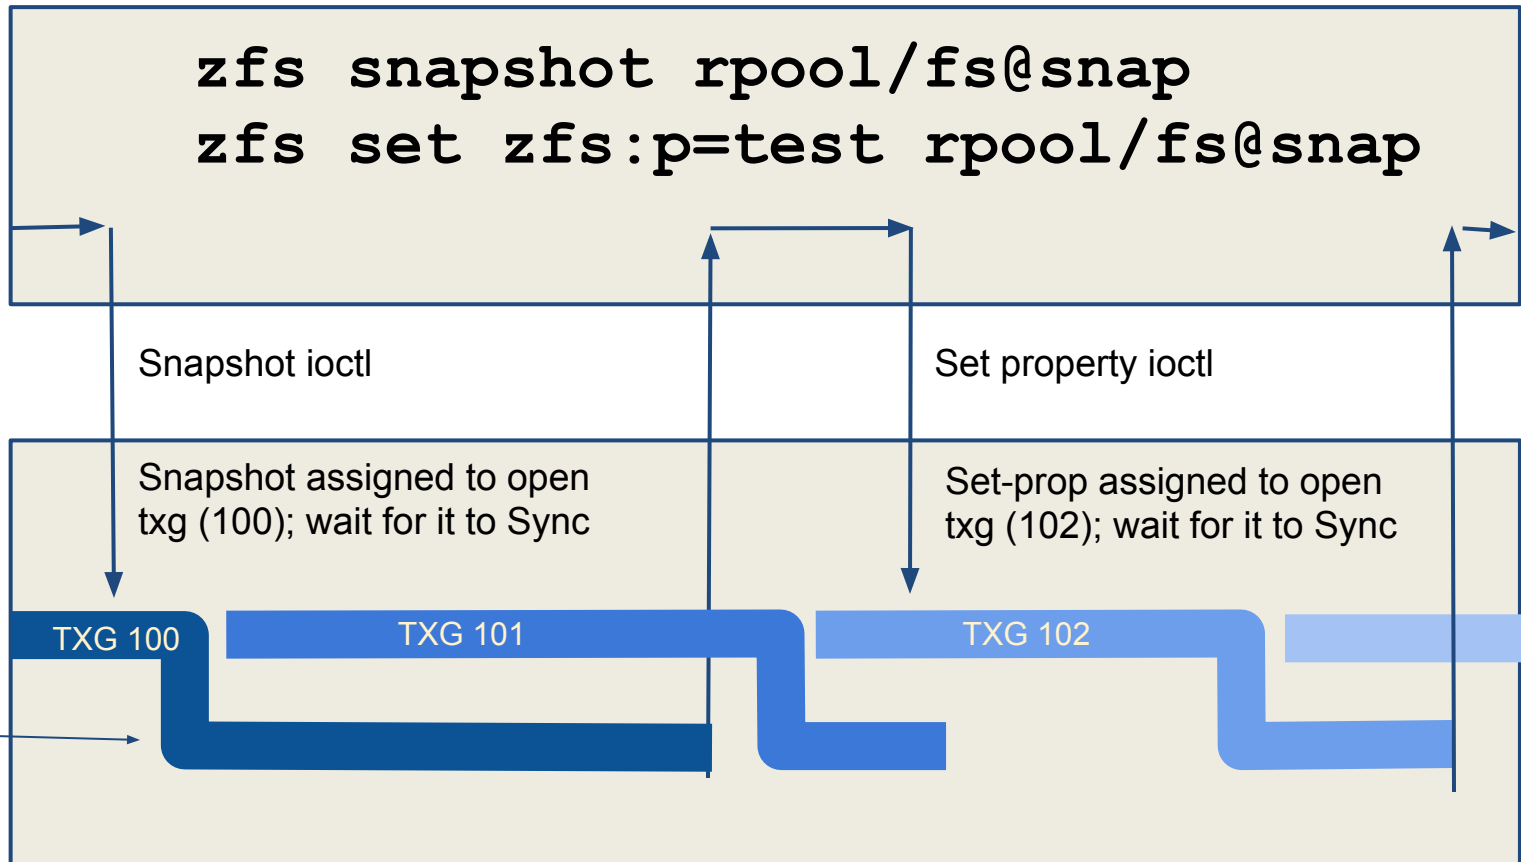 zfs snapshot rpool/fs@snap
zfs set zfs:p=test rpool/fs@snap
Snapshot ioctl
Set property ioctl
Snapshot assigned to open
txg (100); wait for it to Sync
Set-prop assigned to open
txg (102); wait for it to Sync
TXG 100
TXG 101
TXG 102